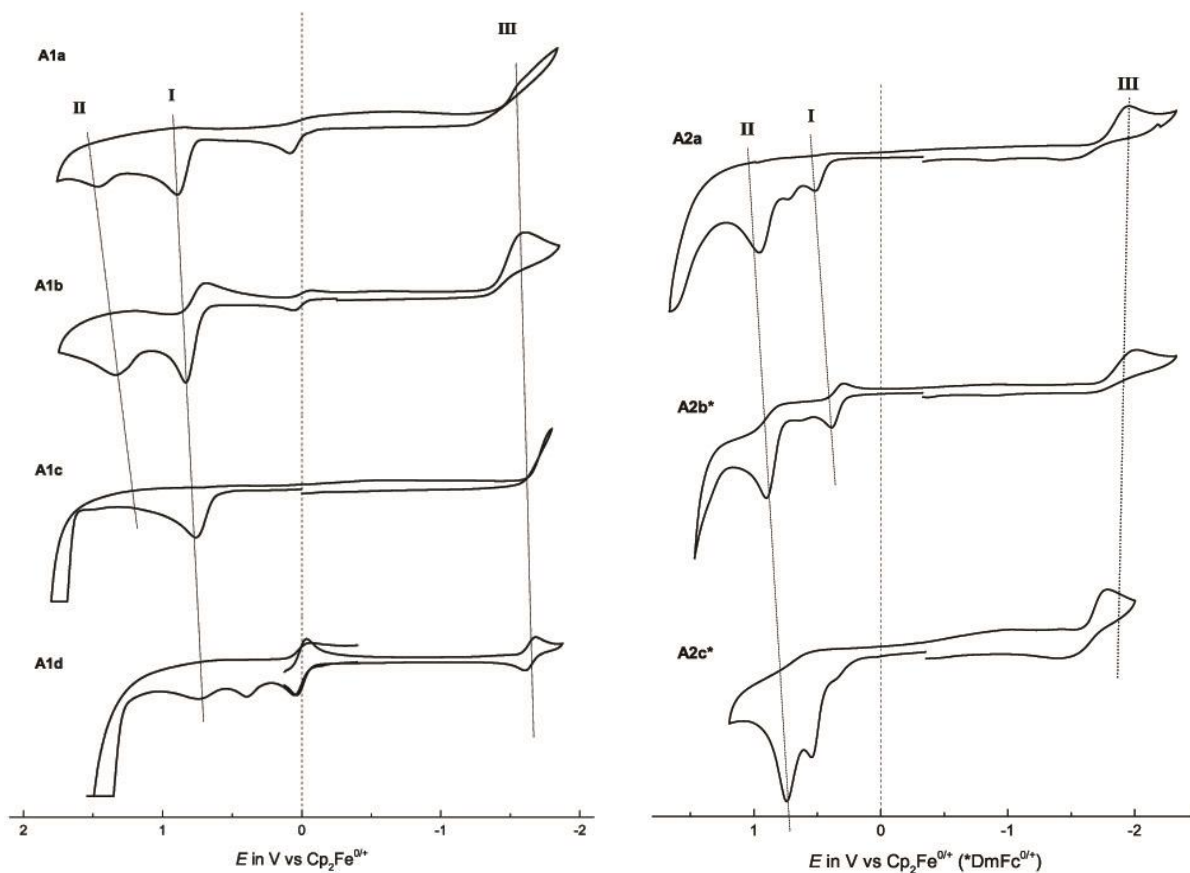 III
A1a
II
I
A1b
A1c
A1d
2
1
0
-1
-2
E in V vs Cp₂Fe⁰/⁺
III
I
II
A2a
A2b*
A2c*
1
0
-1
-2
E in V vs Cp₂Fe⁰/⁺ (*DmFc⁰/⁺)